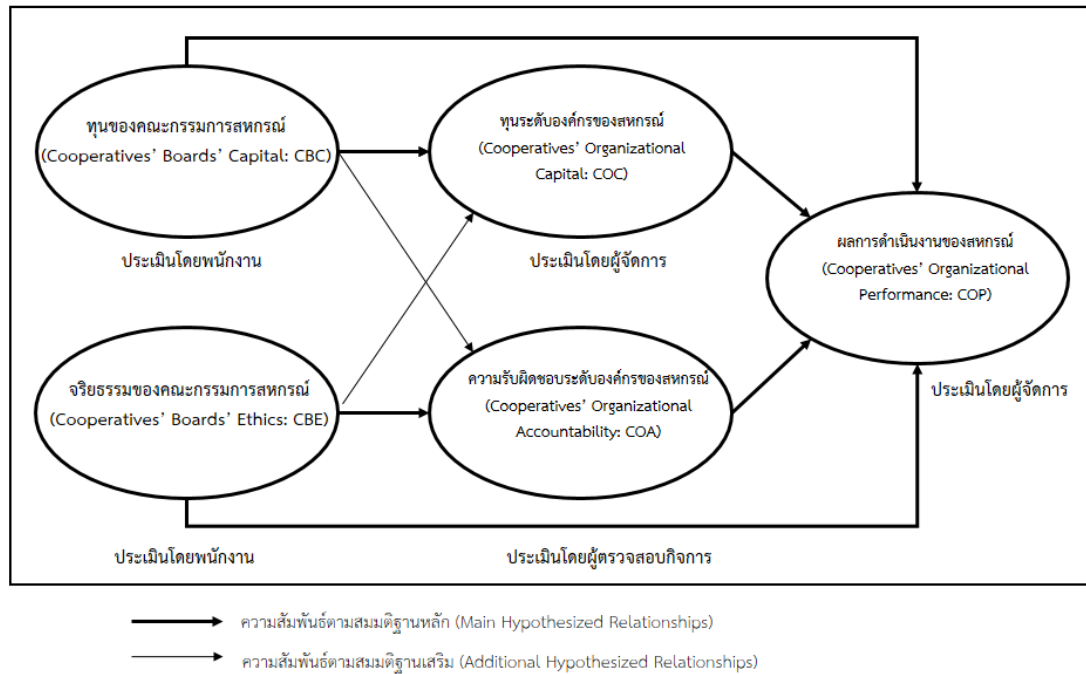 ทุนของคณะกรรมการสหกรณ์
(Cooperatives’ Boards’ Capital: CBC)
ประเมินโดยพนักงาน
ทุนระดับองค์กรของสหกรณ์
(Cooperatives’ Organizational
Capital: COC)
ประเมินโดยผู้จัดการ
ผลการดำเนินงานของสหกรณ์
(Cooperatives’ Organizational
Performance: COP)
ประเมินโดยผู้จัดการ
จริยธรรมของคณะกรรมการสหกรณ์
(Cooperatives’ Boards’ Ethics: CBE)
ประเมินโดยพนักงาน
ความรับผิดชอบระดับองค์กรของสหกรณ์
(Cooperatives’ Organizational
Accountability: COA)
ประเมินโดยผู้ตรวจสอบกิจการ
ความสัมพันธ์ตามสมมติฐานหลัก (Main Hypothesized Relationships)
ความสัมพันธ์ตามสมมติฐานเสริม (Additional Hypothesized Relationships)